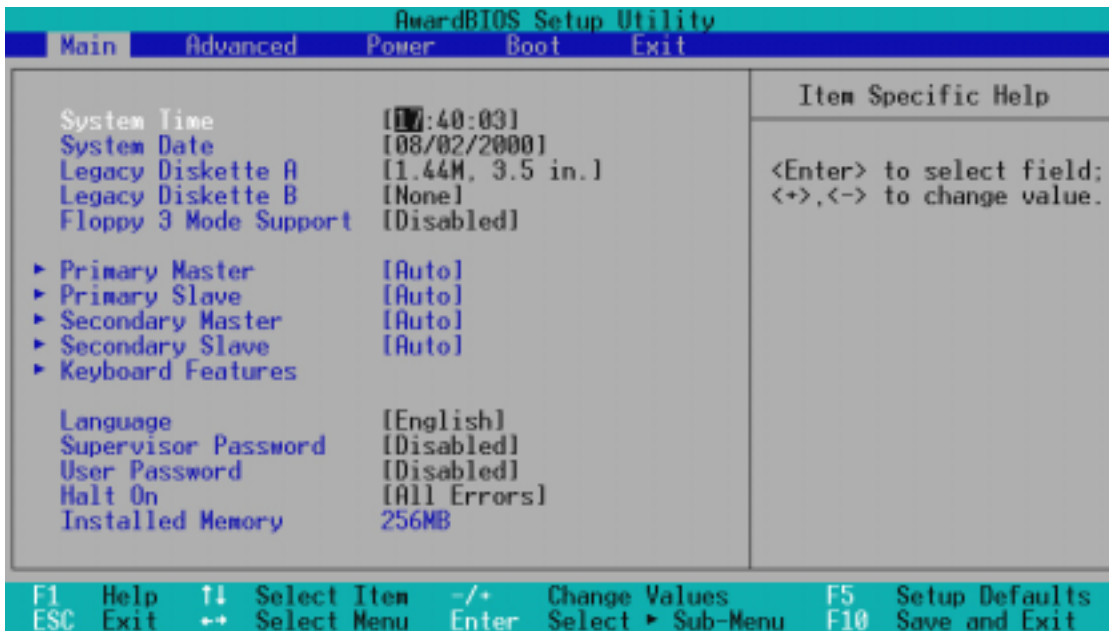 AwardBIOS Setup Utility
Main Advanced Power Boot Exit
Item Specific Help
System Time [17:40:03]
System Date [08/02/2000]
Legacy Diskette A [1.44M, 3.5 in.]
Legacy Diskette B [None]
Floppy 3 Mode Support [Disabled]
▶ Primary Master [Auto]
▶ Primary Slave [Auto]
▶ Secondary Master [Auto]
▶ Secondary Slave [Auto]
▶ Keyboard Features
Language [English]
Supervisor Password [Disabled]
User Password [Disabled]
Halt On [All Errors]
Installed Memory 256MB
<Enter> to select field;
<+>,<-> to change value.
F1 Help ↑↓ Select Item -/+ Change Values F5 Setup Defaults
ESC Exit ←→ Select Menu Enter Select ▶ Sub-Menu F10 Save and Exit